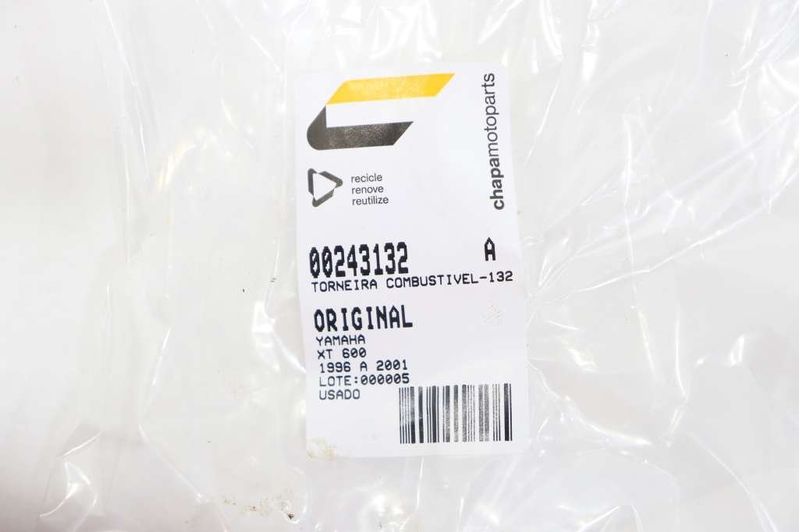 chapamotoparts
recicle
renove
reutilize
00243132 A
TORNEIRA COMBUSTIVEL-132
ORIGINAL
YAMAHA
XT 600
1996 A 2001
LOTE:000005
USADO